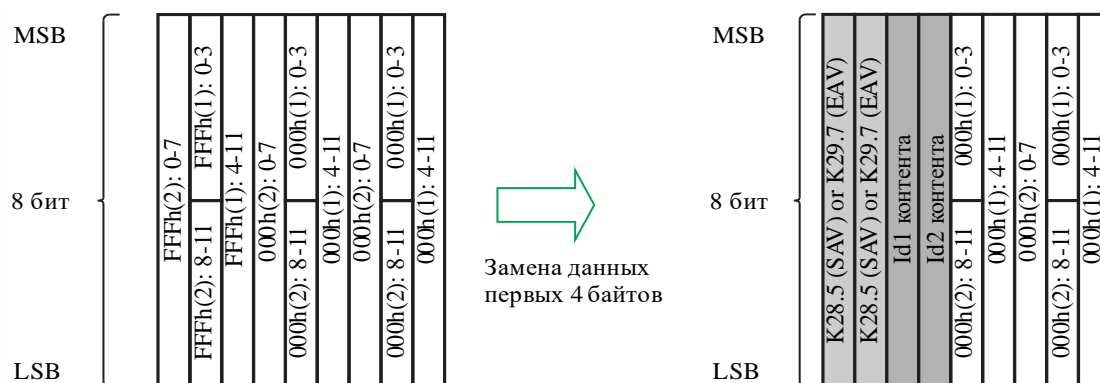 MSB
8 бит
LSB
FFFh(2): 0-7
FFFh(1): 0-3
FFFh(2): 8-11
FFFh(1): 4-11
000h(2): 0-7
000h(1): 0-3
000h(2): 8-11
000h(1): 4-11
000h(2): 0-7
000h(1): 0-3
000h(2): 8-11
000h(1): 4-11
Замена данных
первых 4 байтов
MSB
8 бит
LSB
K28.5 (SAV) or K29.7 (EAV)
K28.5 (SAV) or K29.7 (EAV)
Id1 контента
Id2 контента
000h(1): 0-3
000h(2): 8-11
000h(1): 4-11
000h(2): 0-7
000h(1): 0-3
000h(2): 8-11
000h(1): 4-11